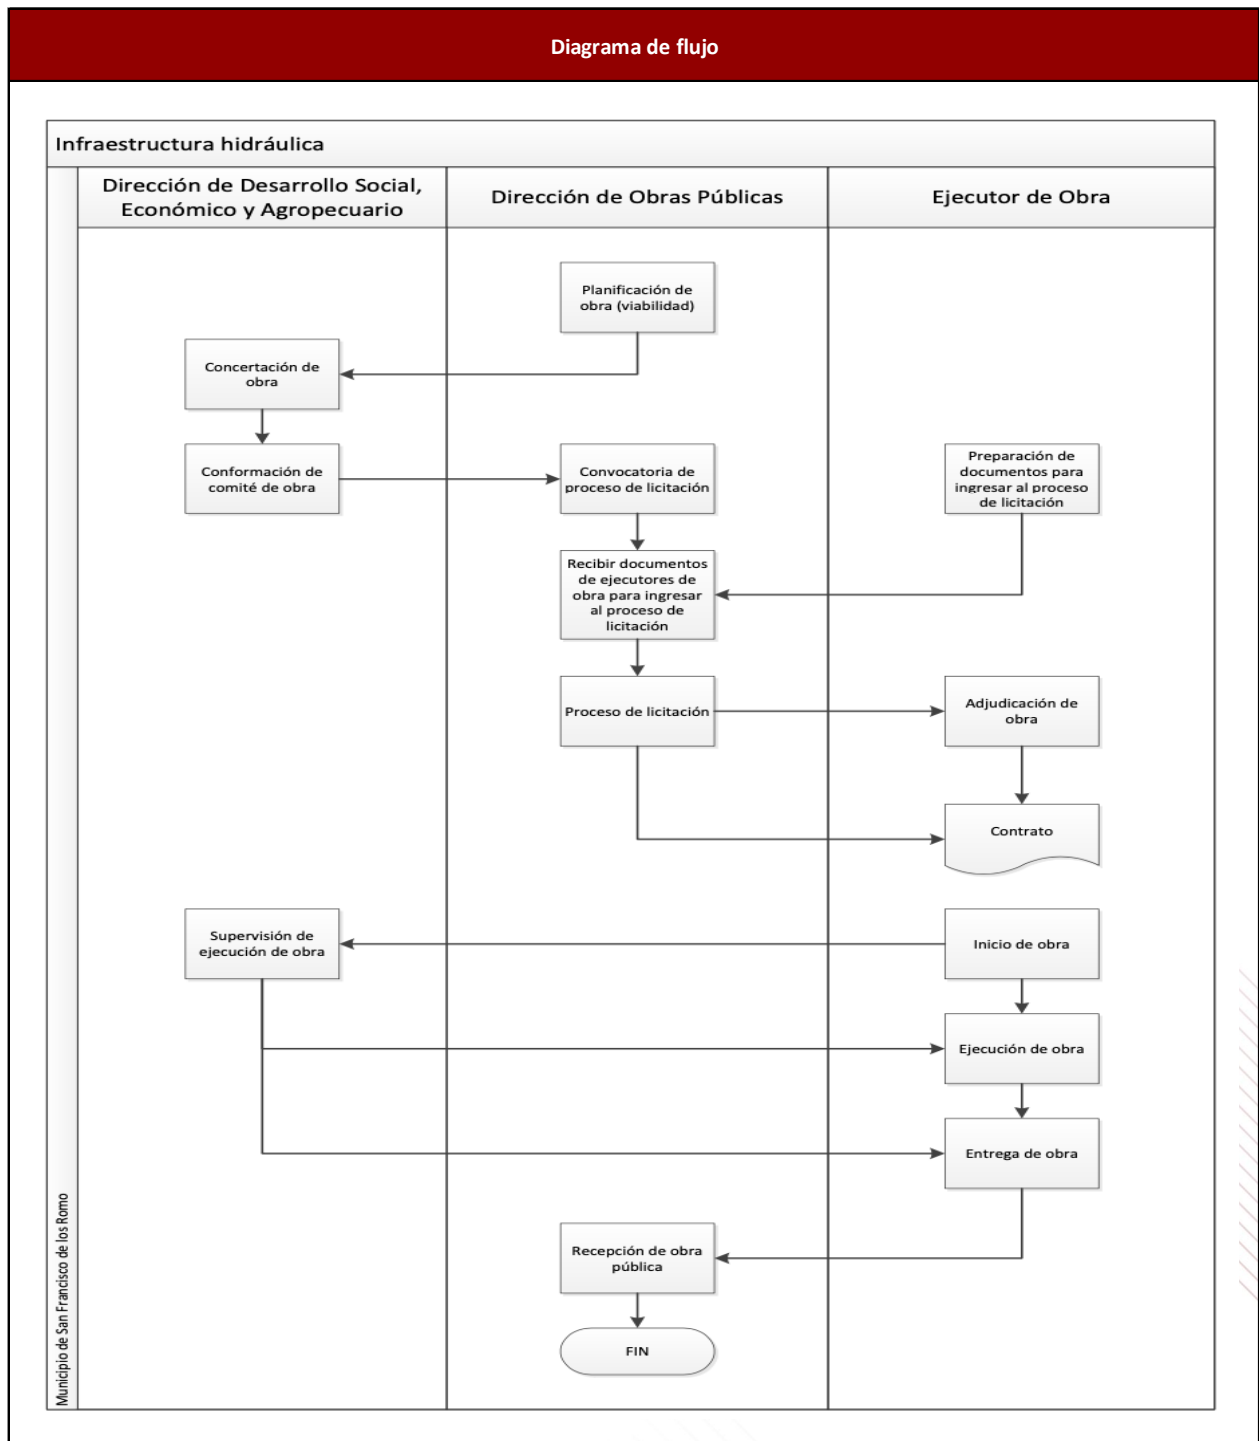 Diagrama de flujo
Infraestructura hidráulica
Dirección de Desarrollo Social,
Económico y Agropecuario
Dirección de Obras Públicas
Ejecutor de Obra
Planificación de
obra (viabilidad)
Concertación de
obra
Conformación de
comité de obra
Convocatoria de
proceso de licitación
Preparación de
documentos para
ingresar al proceso
de licitación
Recibir documentos
de ejecutores de
obra para ingresar
al proceso de
licitación
Proceso de licitación
Adjudicación de
obra
Contrato
Supervisión de
ejecución de obra
Inicio de obra
Ejecución de obra
Entrega de obra
Recepción de obra
pública
FIN
Municipio de San Francisco de los Romo